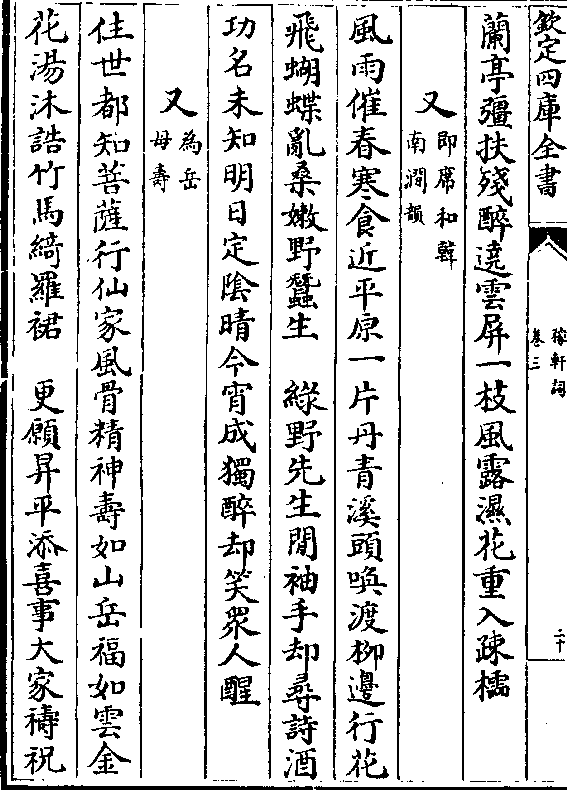 欽定四庫全書
稼軒詞
卷三
二十
蘭亭彊扶殘醉遶雲屏一枝風露濕花重入疎櫺
又即席和韓
南澗韻
風雨催春寒食近平原一片丹青溪頭喚渡柳邊行花
飛蝴蝶亂桑嫩野蠶生　綠野先生閒袖手却尋詩酒
功名未知明日定陰晴今宵成獨醉却笑衆人醒
又為岳
母壽
住世都知菩薩行仙家風骨精神壽如山岳福如雲金
花湯沐誥竹馬綺羅裙　更願昇平添喜事大家禱祝